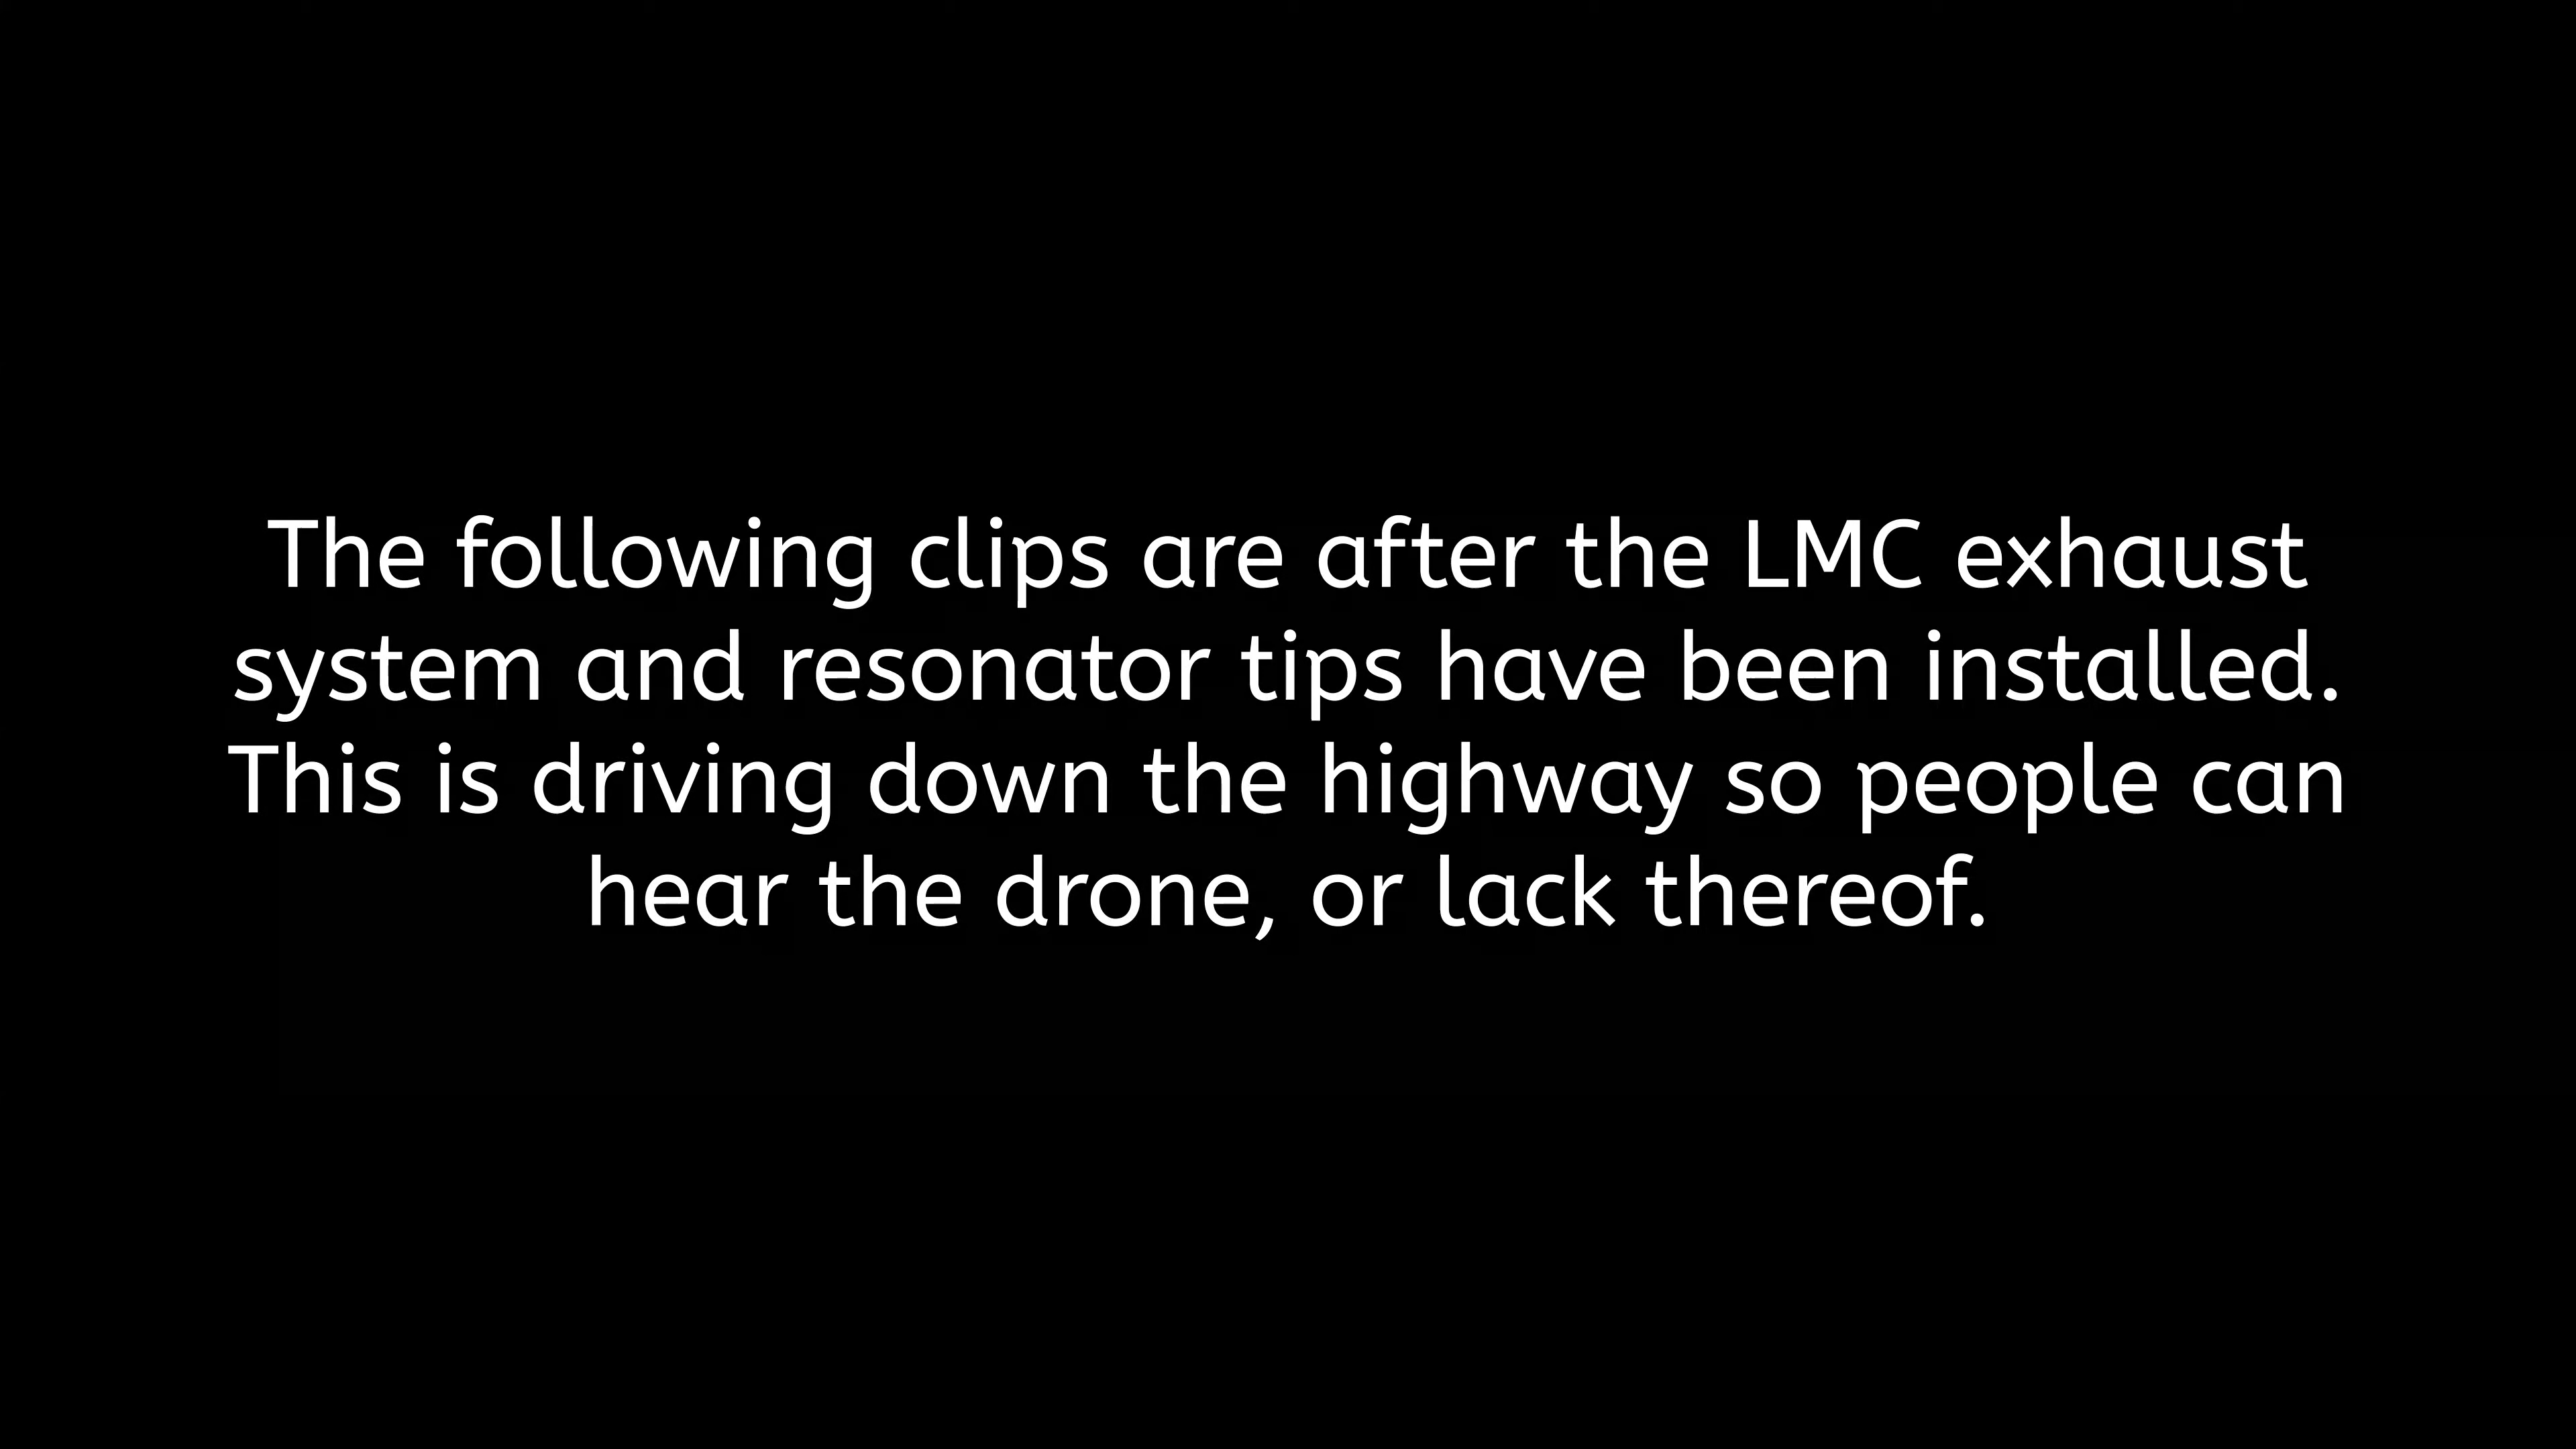 The following clips are after the LMC exhaust
system and resonator tips have been installed.
This is driving down the highway so people can
hear the drone, or lack thereof.